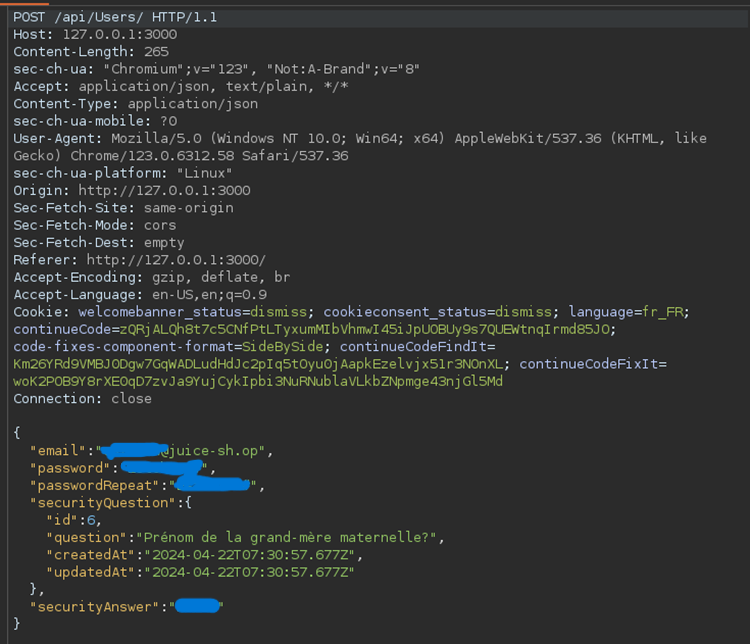 POST /api/Users/ HTTP/1.1
Host: 127.0.0.1:3000
Content-Length: 265
sec-ch-ua: "Chromium";v="123", "Not:A-Brand";v="8"
Accept: application/json, text/plain, */*
Content-Type: application/json
sec-ch-ua-mobile: ?0
User-Agent: Mozilla/5.0 (Windows NT 10.0; Win64; x64) AppleWebKit/537.36 (KHTML, like
Gecko) Chrome/123.0.6312.58 Safari/537.36
sec-ch-ua-platform: "Linux"
Origin: http://127.0.0.1:3000
Sec-Fetch-Site: same-origin
Sec-Fetch-Mode: cors
Sec-Fetch-Dest: empty
Referer: http://127.0.0.1:3000/
Accept-Encoding: gzip, deflate, br
Accept-Language: en-US,en;q=0.9
Cookie: welcomebanner_status=dismiss; cookieconsent_status=dismiss; language=fr_FR;
continueCode=zQRjALQh8t7c5CNfPtLTyxumMIbVhmwI45iJpUOBUy9s7QUEWtnqIrmd85JO;
code-fixes-component-format=SideBySide; continueCodeFindIt=
Km26YRd9VMBJ0Dgw7GqWADLudHdJc2pIq5tOyuOjAapkEzelvjx51r3NOnXL; continueCodeFixIt=
woK2POB9Y8rXEOqD7zvJa9YujCykIpbi3NuRNublaVLkbZNpmge43njGl5Md
Connection: close
{
"email":"@juice-sh.op",
"password":"",
"passwordRepeat":"",
"securityQuestion":{
"id":6,
"question":"Prénom de la grand-mère maternelle?",
"createdAt":"2024-04-22T07:30:57.677Z",
"updatedAt":"2024-04-22T07:30:57.677Z"
},
"securityAnswer":""
}